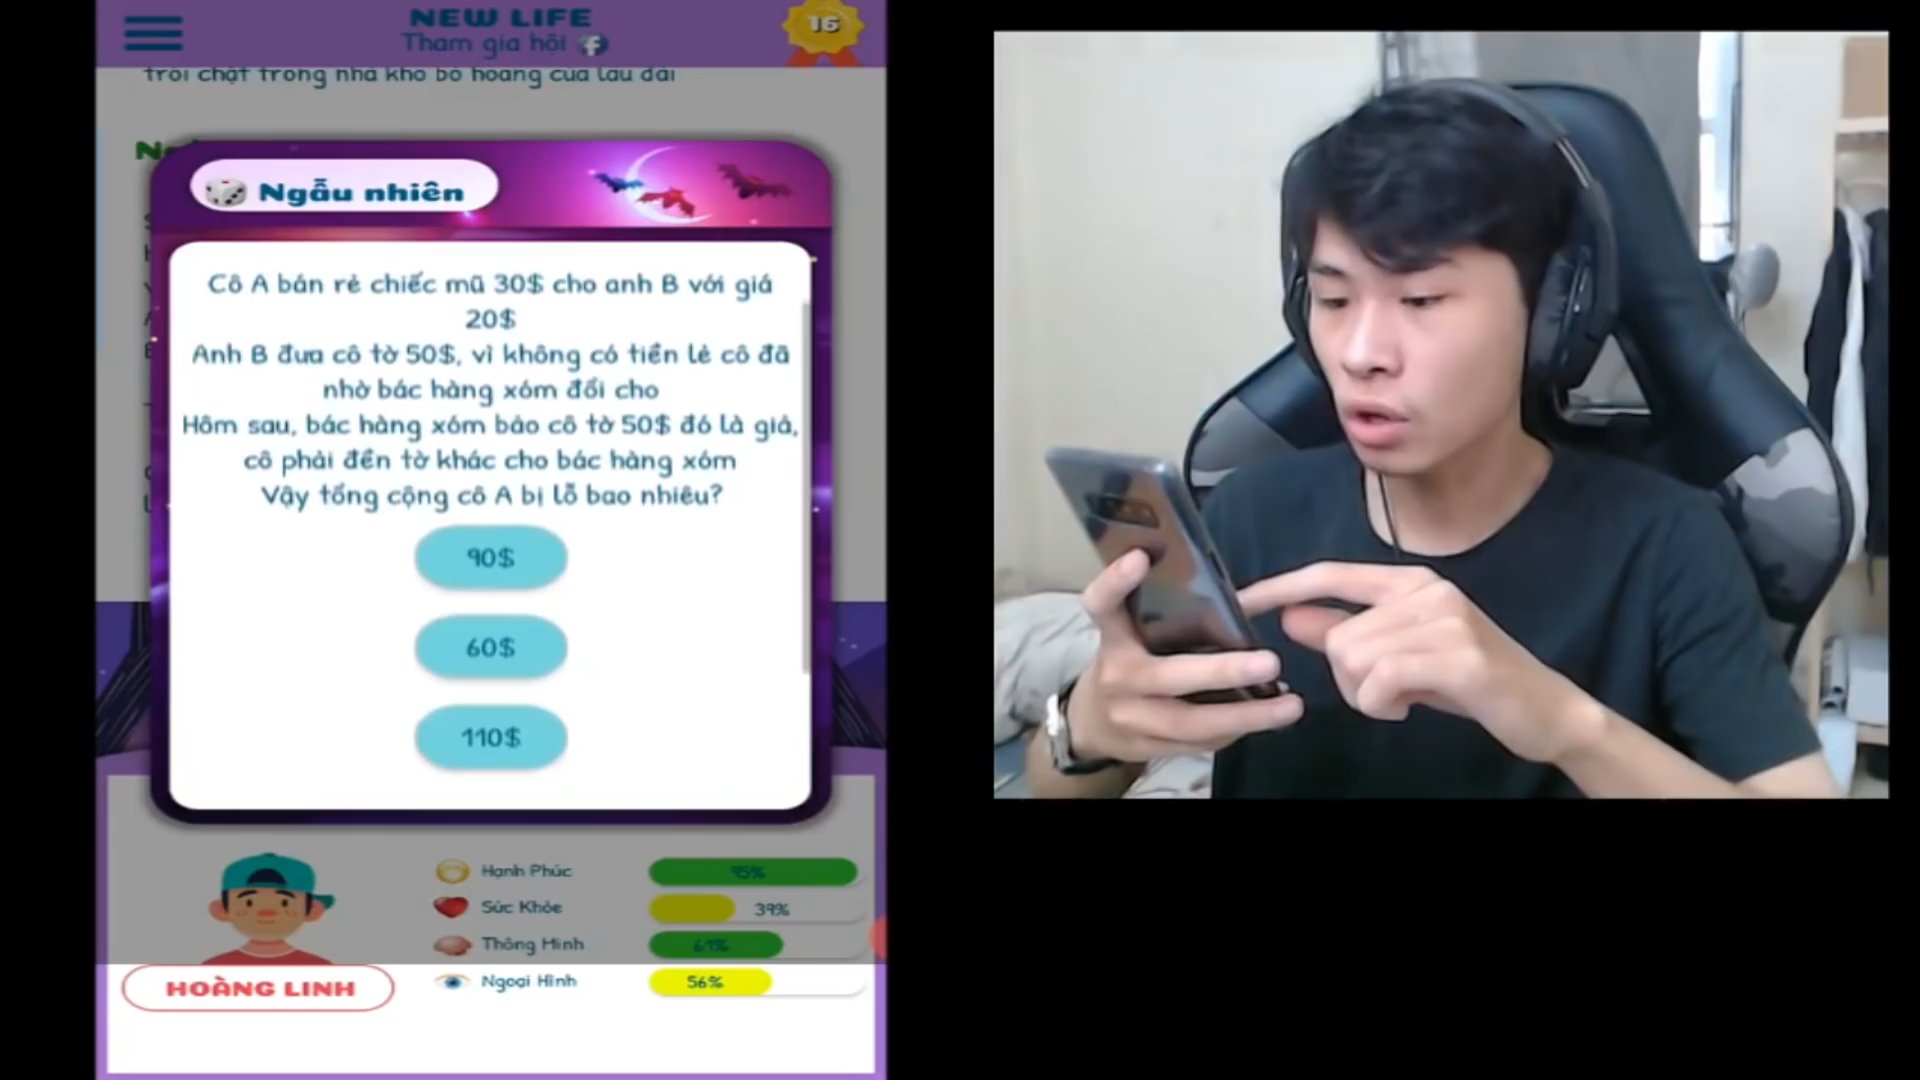 NEW LIFE
Tham gia hội
16
trói chặt trong nhà kho bỏ hoang của lâu đài
Ngẫu nhiên
Cô A bán rẻ chiếc mũ 30$ cho anh B với giá
20$
Anh B đưa cô tờ 50$, vì không có tiền lẻ cô đã
nhờ bác hàng xóm đổi cho
Hôm sau, bác hàng xóm bảo cô tờ 50$ đó là giả,
cô phải đền tờ khác cho bác hàng xóm
Vậy tổng cộng cô A bị lỗ bao nhiêu?
90$
60$
110$
Hạnh Phúc
95%
Sức Khỏe
39%
Thông Minh
61%
Ngoại Hình
56%
HOÀNG LINH